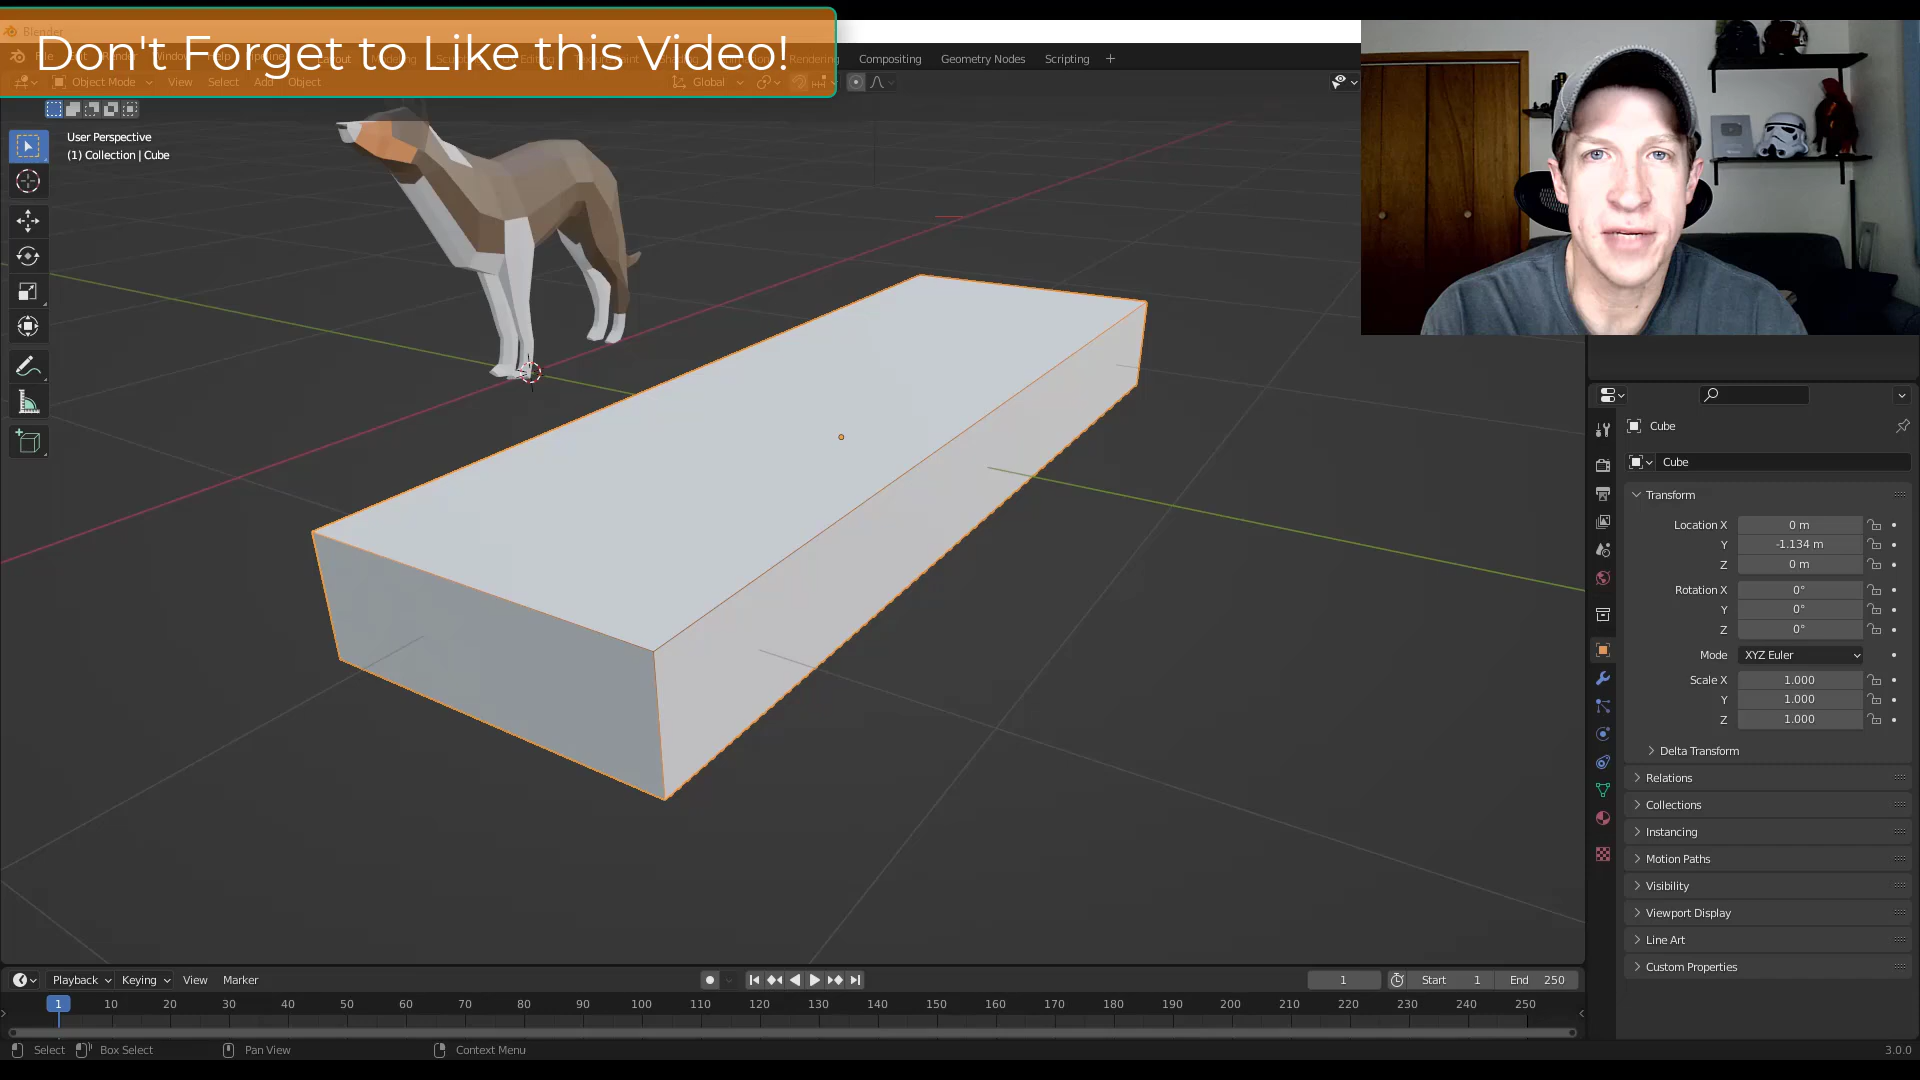 Don't Forget to Like this Video!
Blender
Window Help
Layout
Rendering
Compositing
Geometry Nodes
Scripting
Object Mode
View
Select
Add
Object
Global
User Perspective
(1) Collection | Cube
Cube
Cube
Transform
Location X 0 m
Y -1.134 m
Z 0 m
Rotation X 0°
Y 0°
Z 0°
Mode XYZ Euler
Scale X 1.000
Y 1.000
Z 1.000
Delta Transform
Relations
Collections
Instancing
Motion Paths
Visibility
Viewport Display
Line Art
Custom Properties
Playback Keying View Marker
1 Start 1 End 250
1 10 20 30 40 50 60 70 80 90 100 110 120 130 140 150 160 170 180 190 200 210 220 230 240 250
Select Box Select Pan View Context Menu
3.0.0